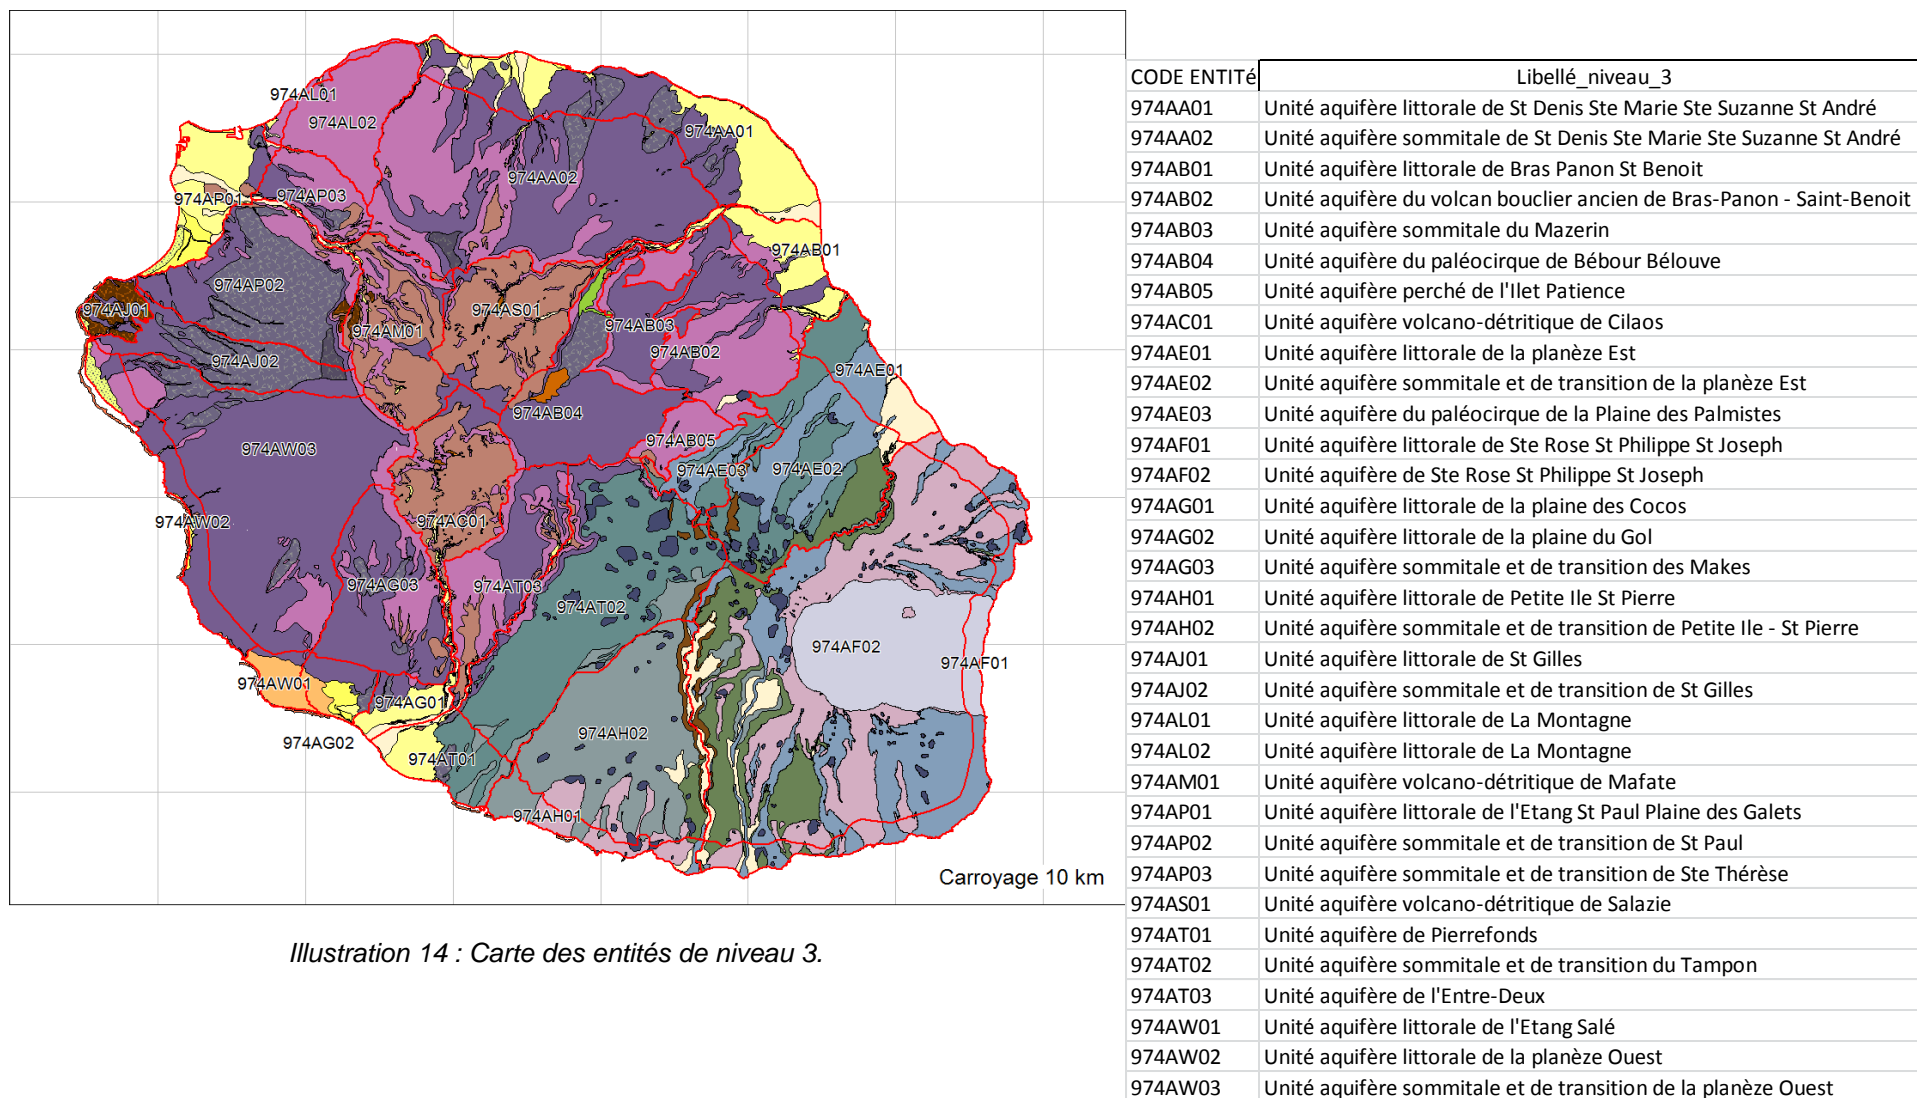 974AL01
974AL02
974AA01
974AA02
974AP01
974AP03
974AB01
974AP02
974AJ01
974AM01
974AS01
974AB03
974AB02
974AJ02
974AE01
974AB04
974AB05
974AW03
974AE03
974AE02
974AW02
974AC01
974AG03
974AT03
974AT02
974AF02
974AF01
974AW01
974AG01
974AG02
974AH02
974AT01
974AH01
Carroyage 10 km
Illustration 14 : Carte des entités de niveau 3.
CODE ENTITé Libellé_niveau_3
974AA01 Unité aquifère littorale de St Denis Ste Marie Ste Suzanne St André
974AA02 Unité aquifère sommitale de St Denis Ste Marie Ste Suzanne St André
974AB01 Unité aquifère littorale de Bras Panon St Benoit
974AB02 Unité aquifère du volcan bouclier ancien de Bras-Panon - Saint-Benoit
974AB03 Unité aquifère sommitale du Mazerin
974AB04 Unité aquifère du paléocirque de Bébour Bélouve
974AB05 Unet aquifère perché de l'Ilet Patience
974AC01 Unité aquifère volcano-détritique de Cilaos
974AE01 Unité aquifère littorale de la planèze Est
974AE02 Unité aquifère sommitale et de transition de la planèze Est
974AE03 Unité aquifère du paléocirque de la Plaine des Palmistes
974AF01 Unité aquifère littorale de Ste Rose St Philippe St Joseph
974AF02 Unité aquifère de Ste Rose St Philippe St Joseph
974AG01 Unité aquifère littorale de la plaine des Cocos
974AG02 Unité aquifère littorale de la plaine du Gol
974AG03 Unité aquifère sommitale et de transition des Makes
974AH01 Unité aquifère littorale de Petite Ile St Pierre
974AH02 Unité aquifère sommitale et de transition de Petite Ile - St Pierre
974AJ01 Unité aquifère littorale de St Gilles
974AJ02 Unité aquifère sommitale et de transition de St Gilles
974AL01 Unité aquifère littorale de La Montagne
974AL02 Unité aquifère littorale de La Montagne
974AM01 Unité aquifère volcano-détritique de Mafate
974AP01 Unité aquifère littorale de l'Etang St Paul Plaine des Galets
974AP02 Unité aquifère sommitale et de transition de St Paul
974AP03 Unité aquifère sommitale et de transition de Ste Thérèse
974AS01 Unité aquifère volcano-détritique de Salazie
974AT01 Unité aquifère de Pierrefonds
974AT02 Unité aquifère sommitale et de transition du Tampon
974AT03 Unité aquifère de l'Entre-Deux
974AW01 Unité aquifère littorale de l'Etang Salé
974AW02 Unité aquifère littorale de la planèze Ouest
974AW03 Unité aquifère sommitale et de transition de la planèze Ouest